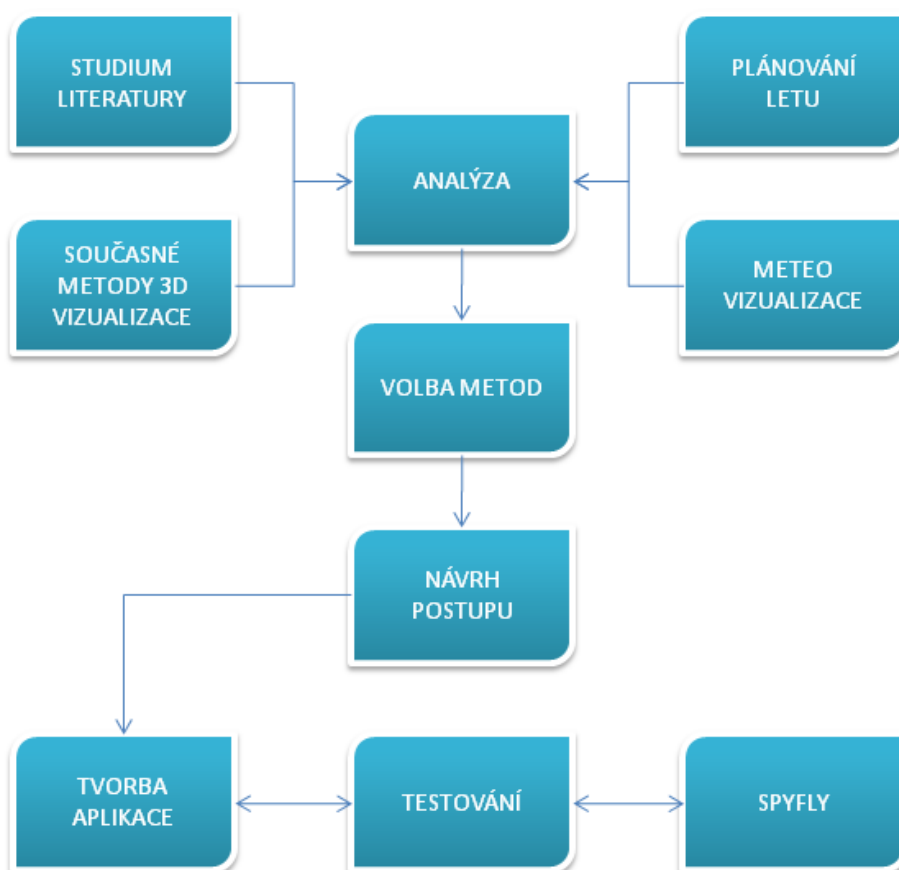 STUDIUM
LITERATURY
PLÁNOVÁNÍ
LETU
ANALÝZA
SOUČASNÉ
METODY 3D
VIZUALIZACE
METEO
VIZUALIZACE
VOLBA METOD
NÁVRH
POSTUPU
TVORBA
APLIKACE
TESTOVÁNÍ
SPYFLY